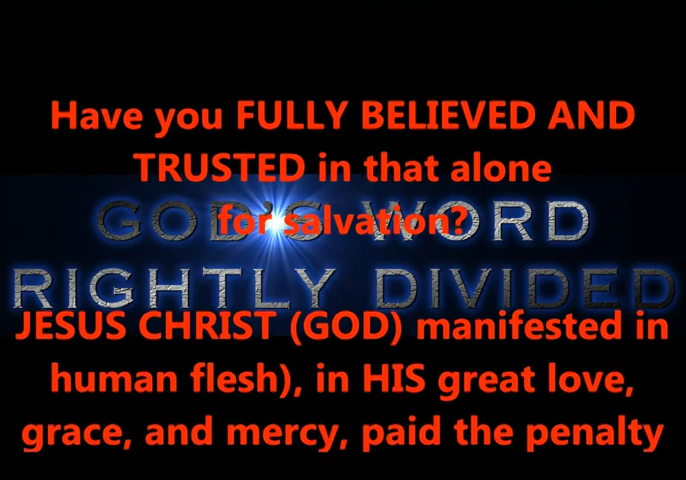 Have you FULLY BELIEVED AND
TRUSTED in that alone
for salvation?
GOD'S WORD
RIGHTLY DIVIDED
JESUS CHRIST (GOD) manifested in
human flesh), in HIS great love,
grace, and mercy, paid the penalty